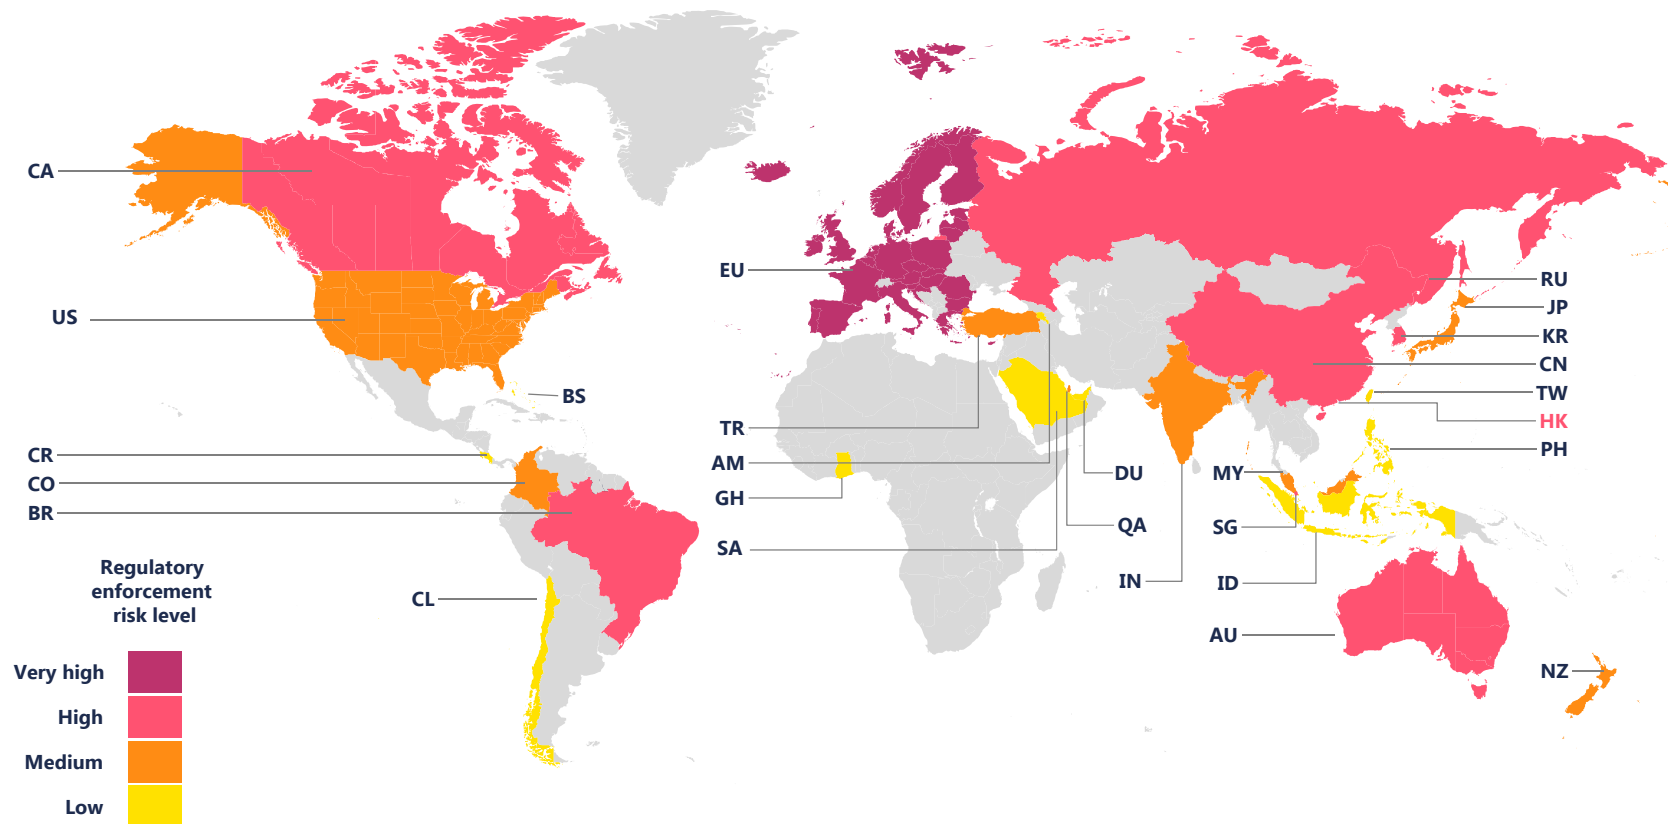 CA
US
BS
CR
CO
BR
CL
EU
TR
AM
GH
SA
DU
QA
IN
MY
SG
ID
AU
NZ
RU
JP
KR
CN
TW
HK
PH
Regulatory
enforcement
risk level
Very high
High
Medium
Low